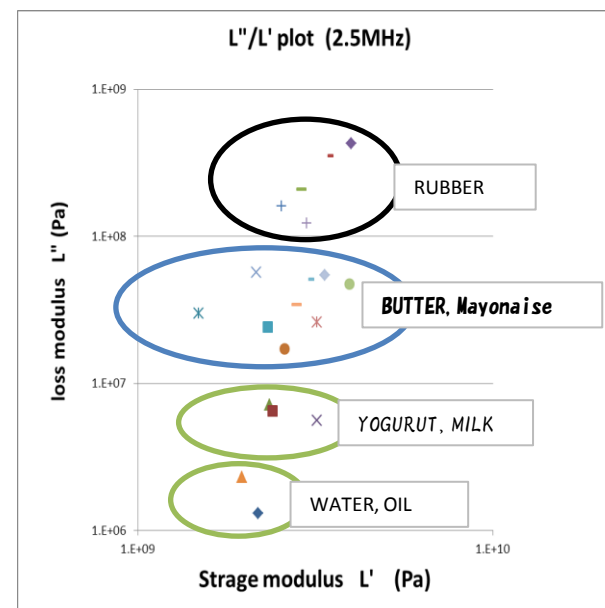 L"/L' plot (2.5MHz)
1.E+09
RUBBER
1.E+08
BUTTER, Mayonaise
1.E+07
YOGURUT, MILK
WATER, OIL
1.E+06
1.E+09
1.E+10
loss modulus L" (Pa)
Strage modulus L' (Pa)